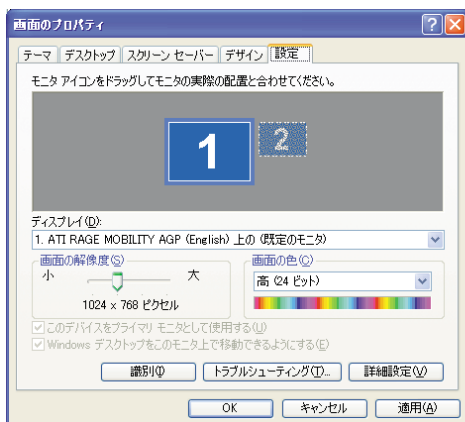 画面のプロパティ
テーマ デスクトップ スクリーン セーバー デザイン 設定
モニタ アイコンをドラッグしてモニタの実際の配置と合わせてください。
1 2
ディスプレイ(D):
1. ATI RAGE MOBILITY AGP (English) 上の (既定のモニタ)
画面の解像度(S) 画面の色(C)
小 大 高 (24 ビット)
1024 x 768 ピクセル
このデバイスをプライマリ モニタとして使用する(U)
Windows デスクトップをこのモニタ上で移動できるようにする(E)
識別(I) トラブルシューティング(T)... 詳細設定(V)
OK キャンセル 適用(A)